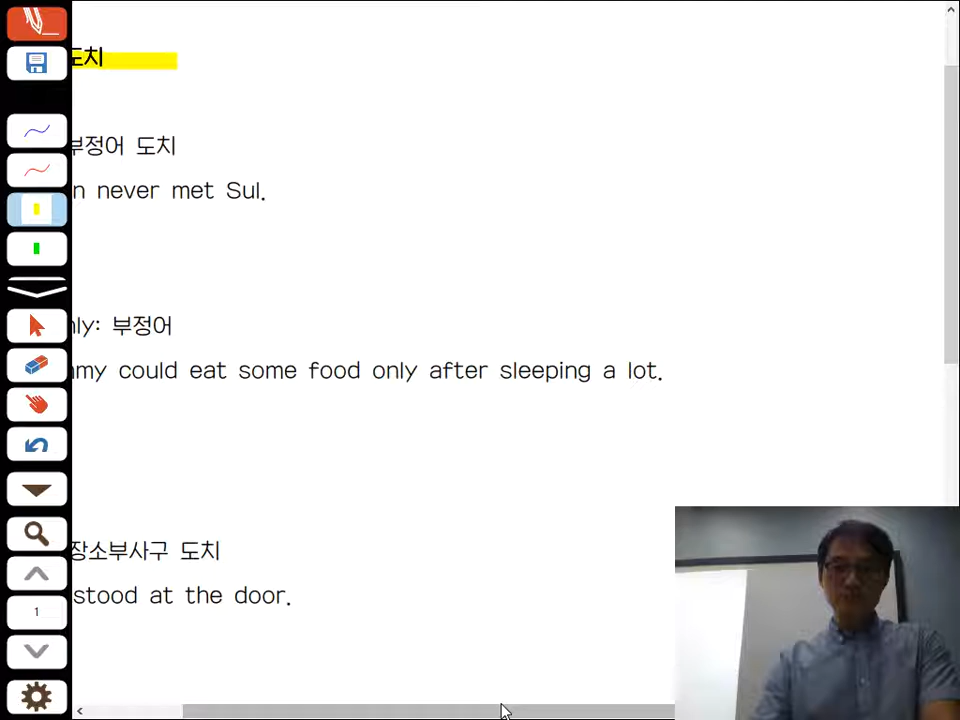 도치
부정어 도치
n never met Sul.
nly: 부정어
mmy could eat some food only after sleeping a lot.
장소부사구 도치
stood at the door.
1